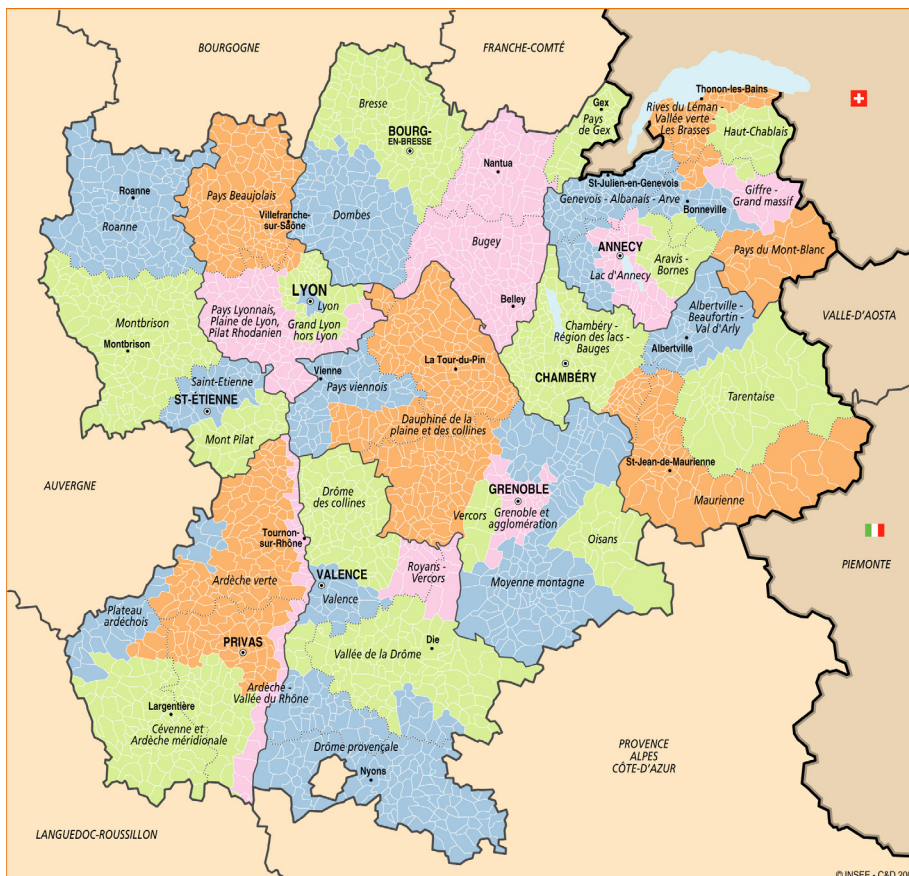 BOURGOGNE
FRANCHE-COMTÉ
Thonon-les-Bains
Rives du Léman -
Vallée verte -
Les Brasses
Haut-Chablais
Gex
Pays
de Gex
Bresse
BOURG-
EN-BRESSE
Nantua
Roanne
Roanne
Pays Beaujolais
Villefranche-
sur-Saône
Dombes
St-Julien-en-Genevois
Genevois - Albanais - Arve
Bonneville
Giffre -
Grand massif
Bugey
ANNECY
Lac d'Annecy
Aravis -
Bornes
Pays du Mont-Blanc
LYON
Lyon
Grand Lyon
hors Lyon
Pays Lyonnais,
Plaine de Lyon,
Pilat Rhodanien
Belley
Albertville -
Beaufortin -
Val d'Arly
Albertville
VALLE-D'AOSTA
Montbrison
Montbrison
Chambéry -
Région des lacs -
Bauges
CHAMBÉRY
La Tour-du-Pin
Vienne
Pays viennois
Saint-Etienne
ST-ÉTIENNE
Tarentaise
Mont Pilat
Dauphiné de la
plaine et des collines
St-Jean-de-Maurienne
Maurienne
AUVERGNE
Drôme
des collines
GRENOBLE
Grenoble et
agglomération
Vercors
Oisans
Tournon-
sur-Rhône
Ardèche verte
VALENCE
Valence
Royans -
Vercors
Moyenne montagne
PIEMONTE
Plateau
ardéchois
PRIVAS
Die
Vallée de la Drôme
Ardèche -
Vallée du Rhône
Largentière
Cévenne et
Ardèche méridionale
Drôme provençale
Nyons
PROVENCE
ALPES
CÔTE-D'AZUR
LANGUEDOC-ROUSSILLON
© INSEE - C&D 200